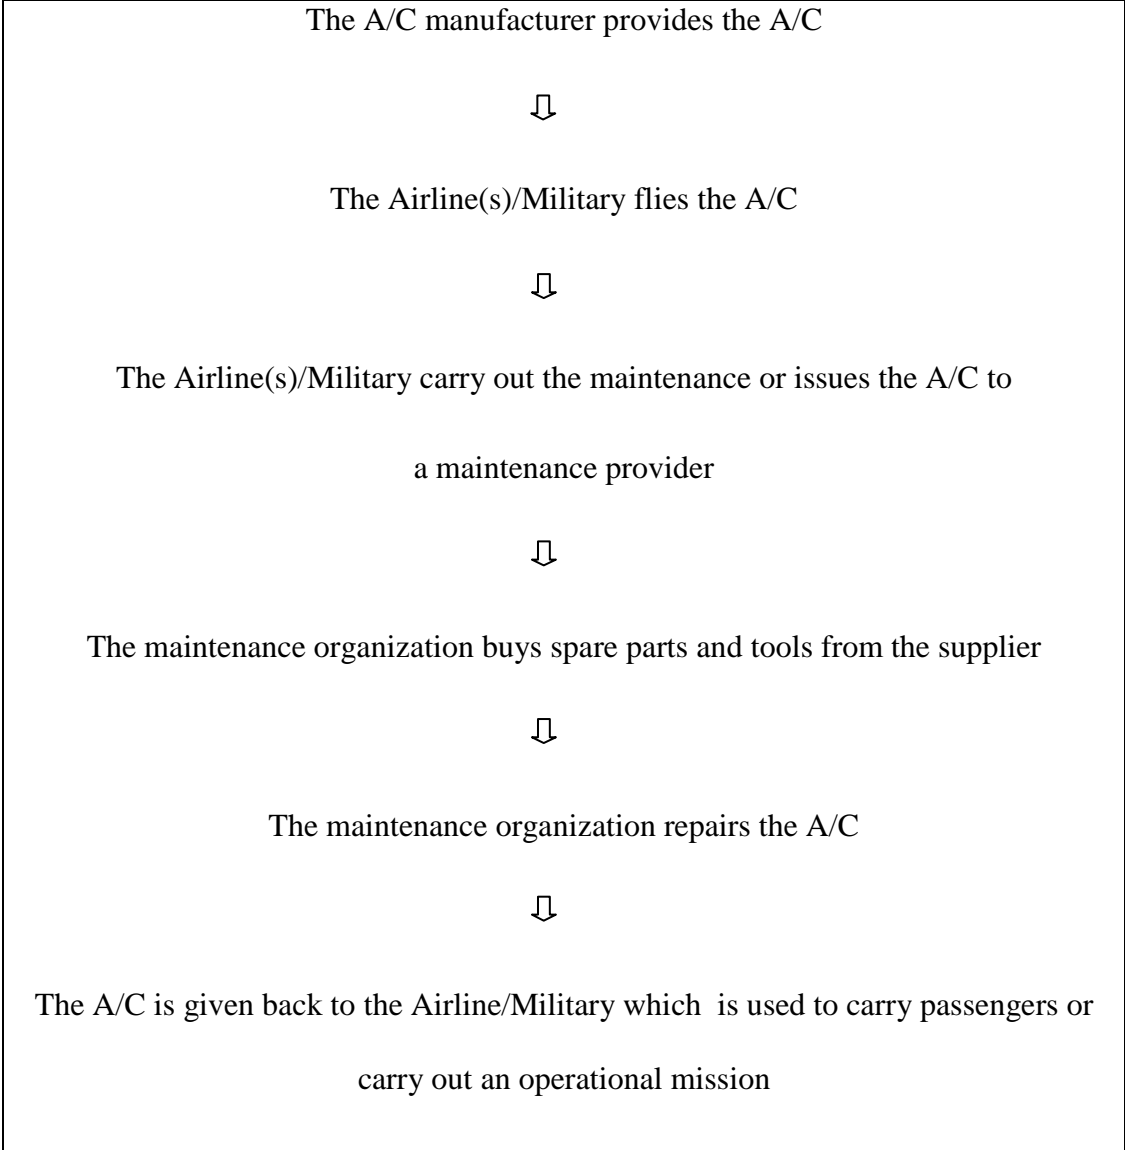 The A/C manufacturer provides the A/C
⇩
The Airline(s)/Military flies the A/C
⇩
The Airline(s)/Military carry out the maintenance or issues the A/C to
a maintenance provider
⇩
The maintenance organization buys spare parts and tools from the supplier
⇩
The maintenance organization repairs the A/C
⇩
The A/C is given back to the Airline/Military which  is used to carry passengers or
carry out an operational mission